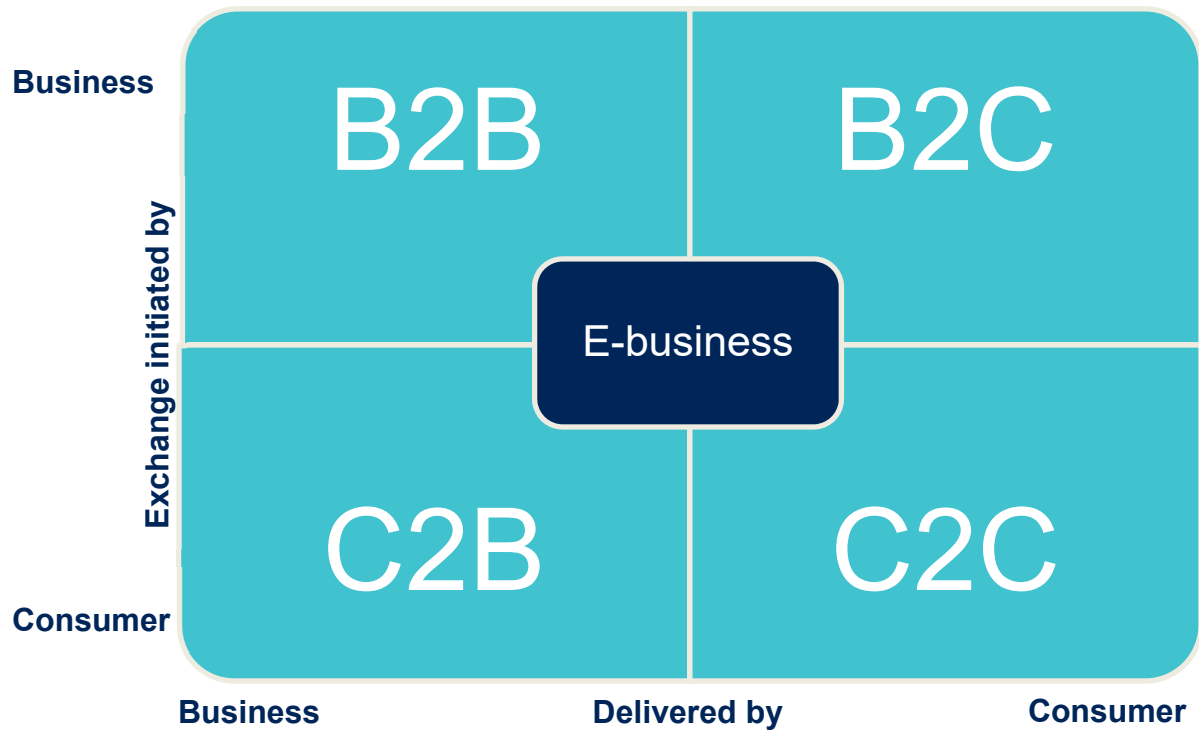 Business
B2B
B2C
Exchange initiated by
E-business
C2B
C2C
Consumer
Business
Delivered by
Consumer